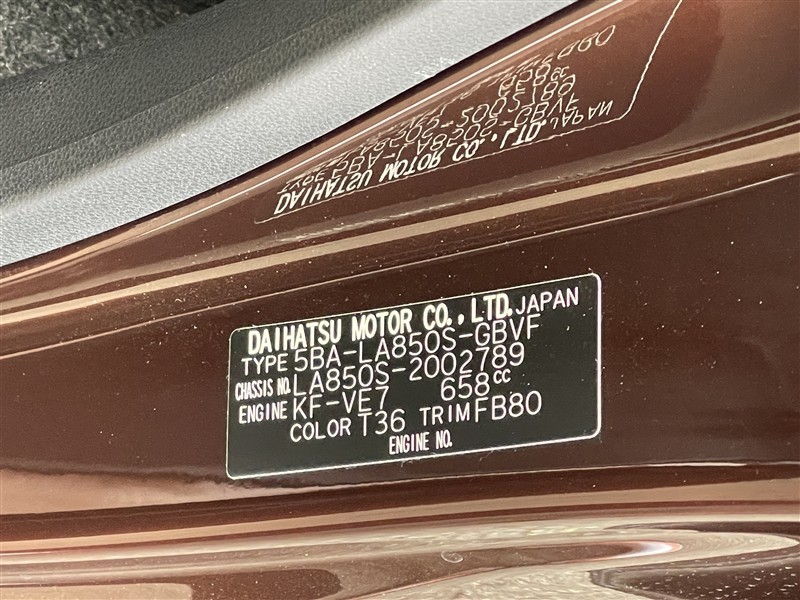 DAIHATSU MOTOR CO.,LTD. JAPAN
TYPE 5BA-LA850S-GBVF
CHASSIS NO. LA850S-2002789
ENGINE KF-VE7 658cc
COLOR T36 TRIM FB80
ENGINE NO.